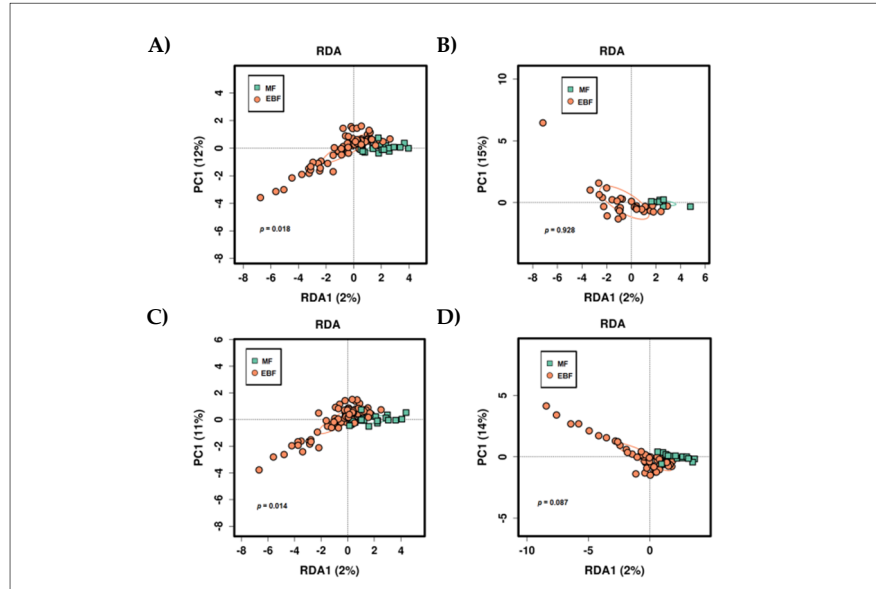 A)
RDA
MF
EBF
PC1 (12%)
4
2
0
-2
-4
-6
-8
p = 0.018
-8 -6 -4 -2 0 2 4
RDA1 (2%)
B)
RDA
MF
EBF
PC1 (15%)
10
5
0
p = 0.928
-8 -6 -4 -2 0 2 4 6
RDA1 (2%)
C)
RDA
MF
EBF
PC1 (11%)
6
4
2
0
-2
-4
-6
-8
p = 0.014
-8 -6 -4 -2 0 2 4
RDA1 (2%)
D)
RDA
MF
EBF
PC1 (14%)
5
0
-5
p = 0.087
-10 -5 0
RDA1 (2%)